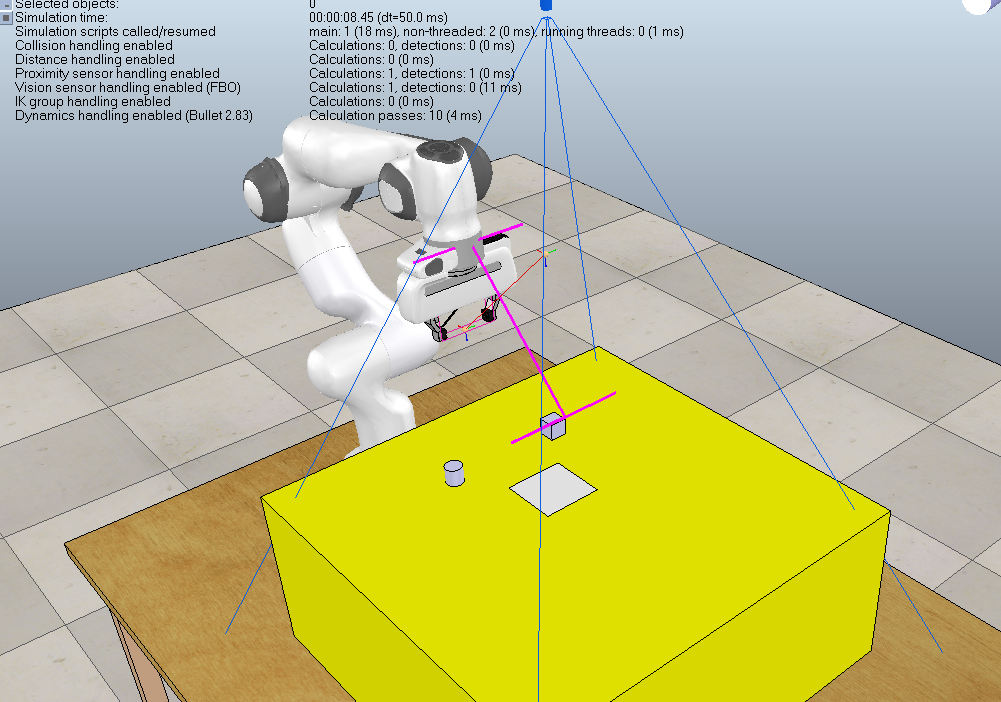 Selected objects: 0
Simulation time: 00:00:08.45 (dt=50.0 ms)
Simulation scripts called/resumed main: 1 (18 ms), non-threaded: 2 (0 ms), running threads: 0 (1 ms)
Collision handling enabled Calculations: 0, detections: 0 (0 ms)
Distance handling enabled Calculations: 0 (0 ms)
Proximity sensor handling enabled Calculations: 1, detections: 1 (0 ms)
Vision sensor handling enabled (FBO) Calculations: 1, detections: 0 (11 ms)
IK group handling enabled Calculations: 0 (0 ms)
Dynamics handling enabled (Bullet 2.83) Calculation passes: 10 (4 ms)